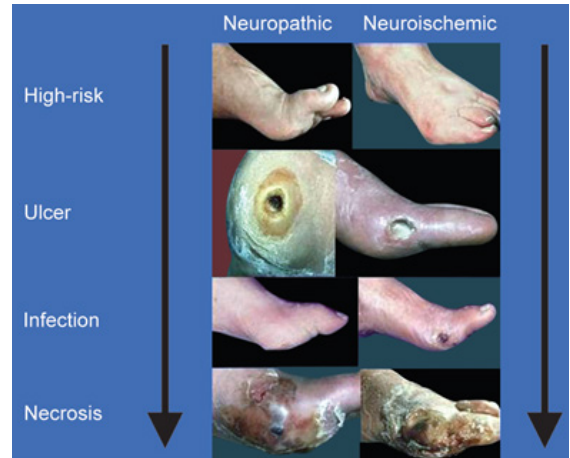 Neuropathic Neuroischemic
High-risk
Ulcer
Infection
Necrosis